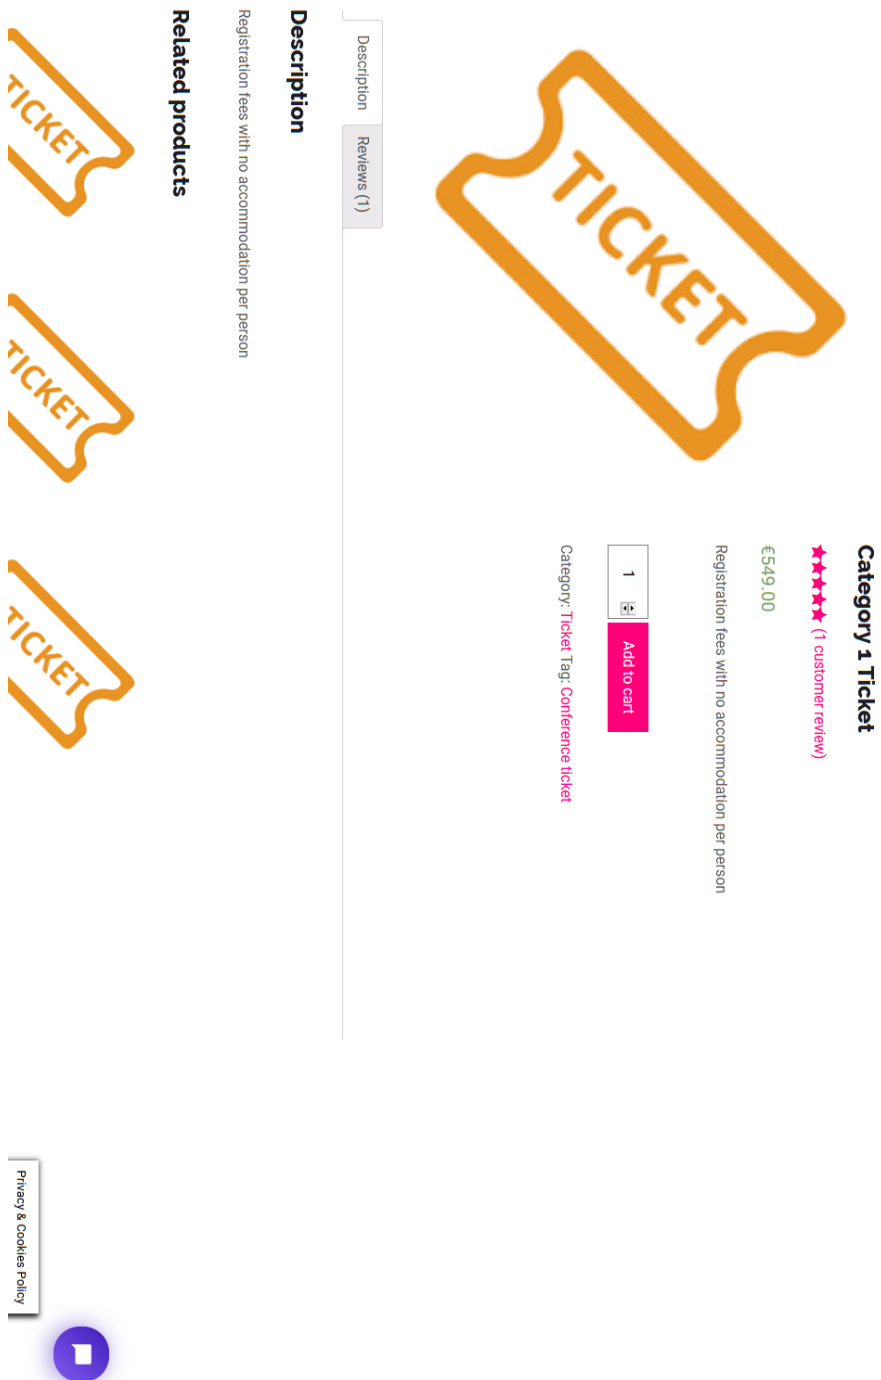 TICKET
Category 1 Ticket
(1 customer review)
€549.00
Registration fees with no accommodation per person
1
Add to cart
Category: Ticket Tag: Conference ticket
Description
Reviews (1)
Description
Registration fees with no accommodation per person
Related products
TICKET
TICKET
TICKET
Privacy & Cookies Policy